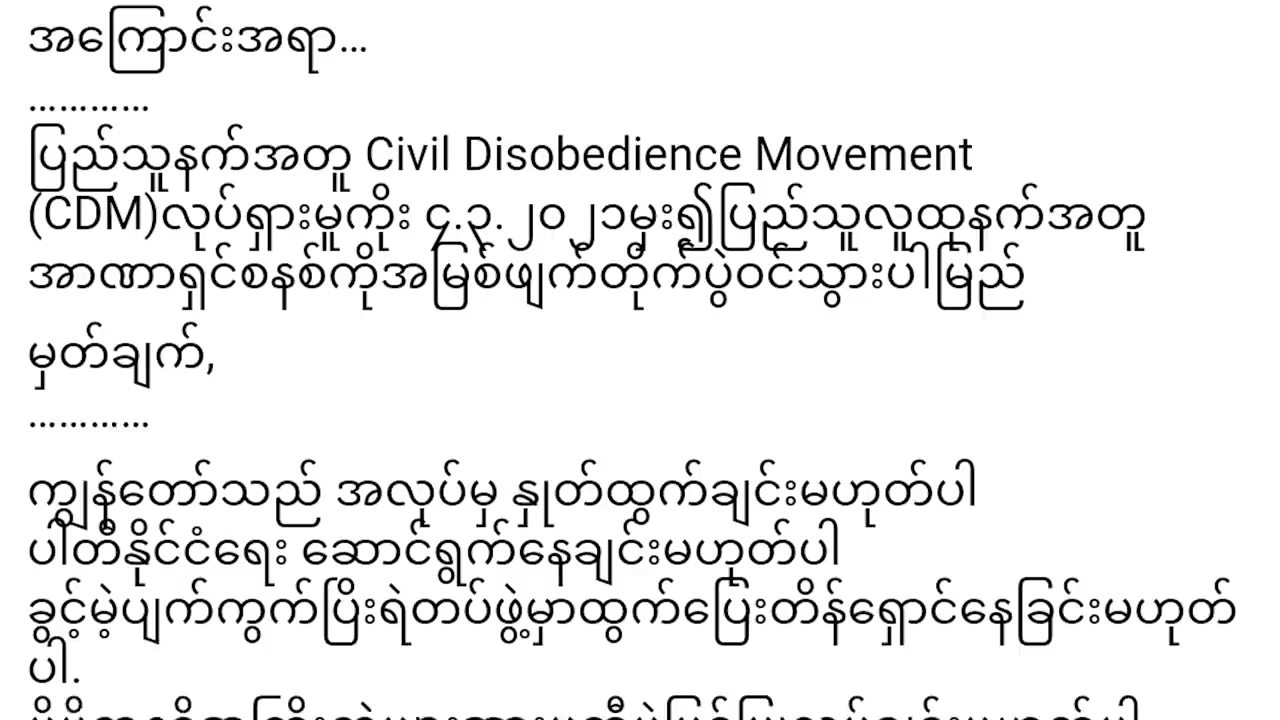 အကြောင်းအရာ...
............
ပြည်သူနက်အတူ Civil Disobedience Movement
(CDM)လုပ်ရှားမူကိုး ၄.၃.၂၀၂၁မှး၍ပြည်သူလူထုနက်အတူ
အာဏာရှင်စနစ်ကိုအမြစ်ဖျက်တိုက်ပွဲဝင်သွားပါမြည်
မှတ်ချက်,
............
ကျွန်တော်သည် အလုပ်မှ နှုတ်ထွက်ချင်းမဟုတ်ပါ
ပါတီနိုင်ငံရေး ဆောင်ရွက်နေချင်းမဟုတ်ပါ
ခွင့်မဲ့ပျက်ကွက်ပြီးရဲတပ်ဖွဲ့မှာထွက်ပြေးတိန်ရှောင်နေခြင်းမဟုတ်
ပါ.